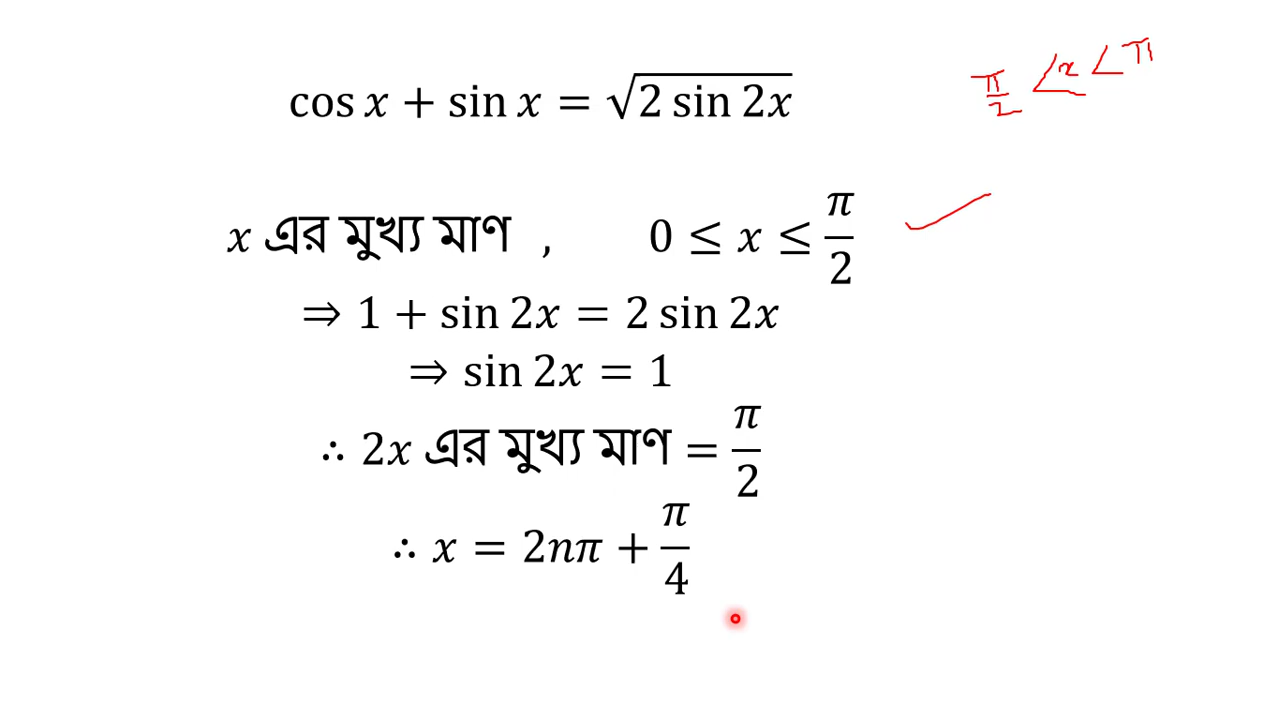 cos x + sin x = √(2 sin 2x)
π/2 < x < π
x এর মুখ্য মাণ , 0 ≤ x ≤ π/2
⇒ 1 + sin 2x = 2 sin 2x
⇒ sin 2x = 1
∴ 2x এর মুখ্য মাণ = π/2
∴ x = 2nπ + π/4